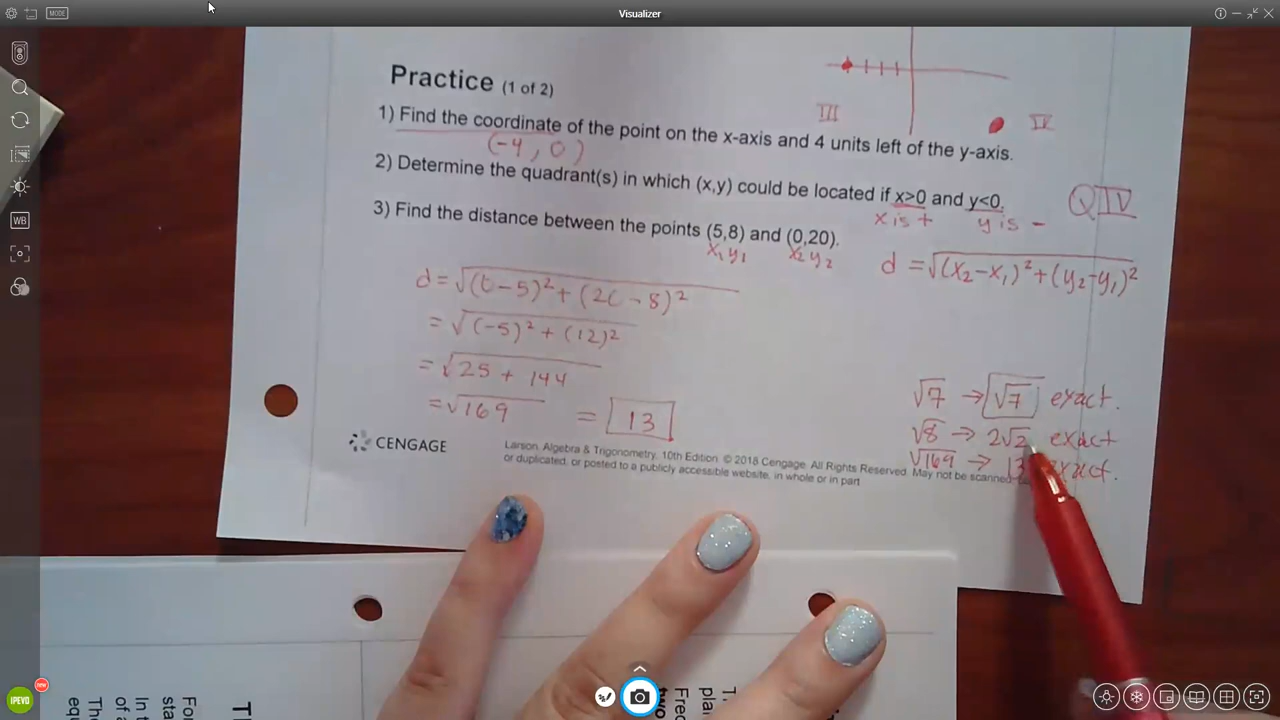 MODE
Visualizer
Practice (1 of 2)
III
IV
1) Find the coordinate of the point on the x-axis and 4 units left of the y-axis.
(-4, 0)
2) Determine the quadrant(s) in which (x,y) could be located if x>0 and y<0.
QIV
x is +
y is -
3) Find the distance between the points (5,8) and (0,20).
x₁ y₁
x₂ y₂
d = √(x₂-x₁)²+(y₂-y₁)²
d = √(0-5)²+(20-8)²
= √(-5)²+(12)²
= √25 + 144
= √169 = 13
√7 → √7 exact.
√8 → 2√2 exact
√169 → 13 exact.
CENGAGE
Larson, Algebra & Trigonometry, 10th Edition. © 2018 Cengage. All Rights Reserved. May not be scanned,
or duplicated, or posted to a publicly accessible website, in whole or in part
WB
IPEVO
new